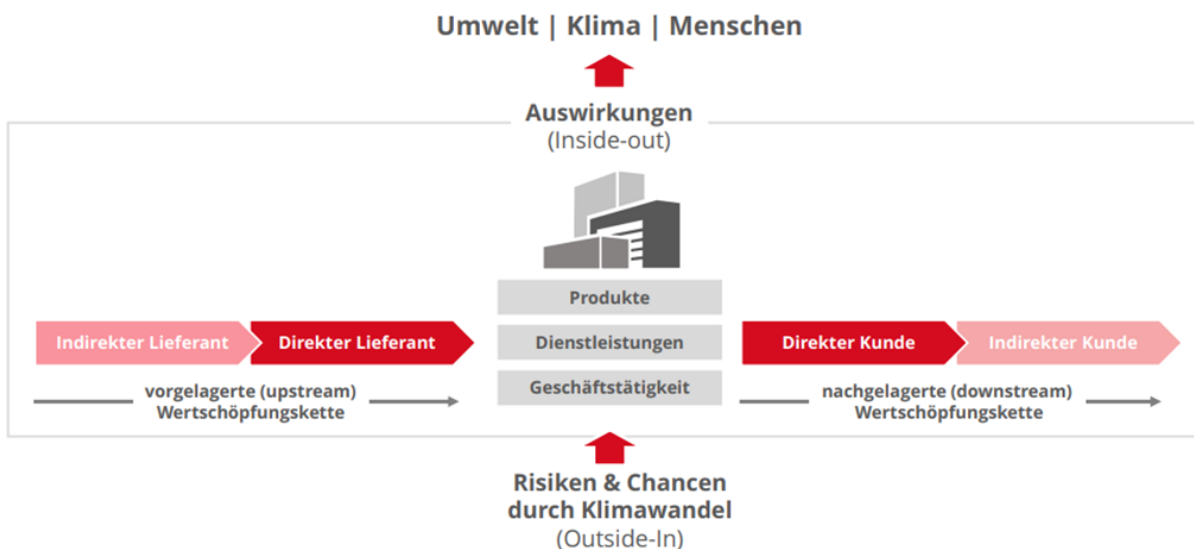 Umwelt | Klima | Menschen
Auswirkungen
(Inside-out)
Produkte
Indirekter Lieferant
Direkter Lieferant
Dienstleistungen
Direkter Kunde
Indirekter Kunde
Geschäftstätigkeit
vorgelagerte (upstream)
Wertschöpfungskette
nachgelagerte (downstream)
Wertschöpfungskette
Risiken & Chancen
durch Klimawandel
(Outside-In)